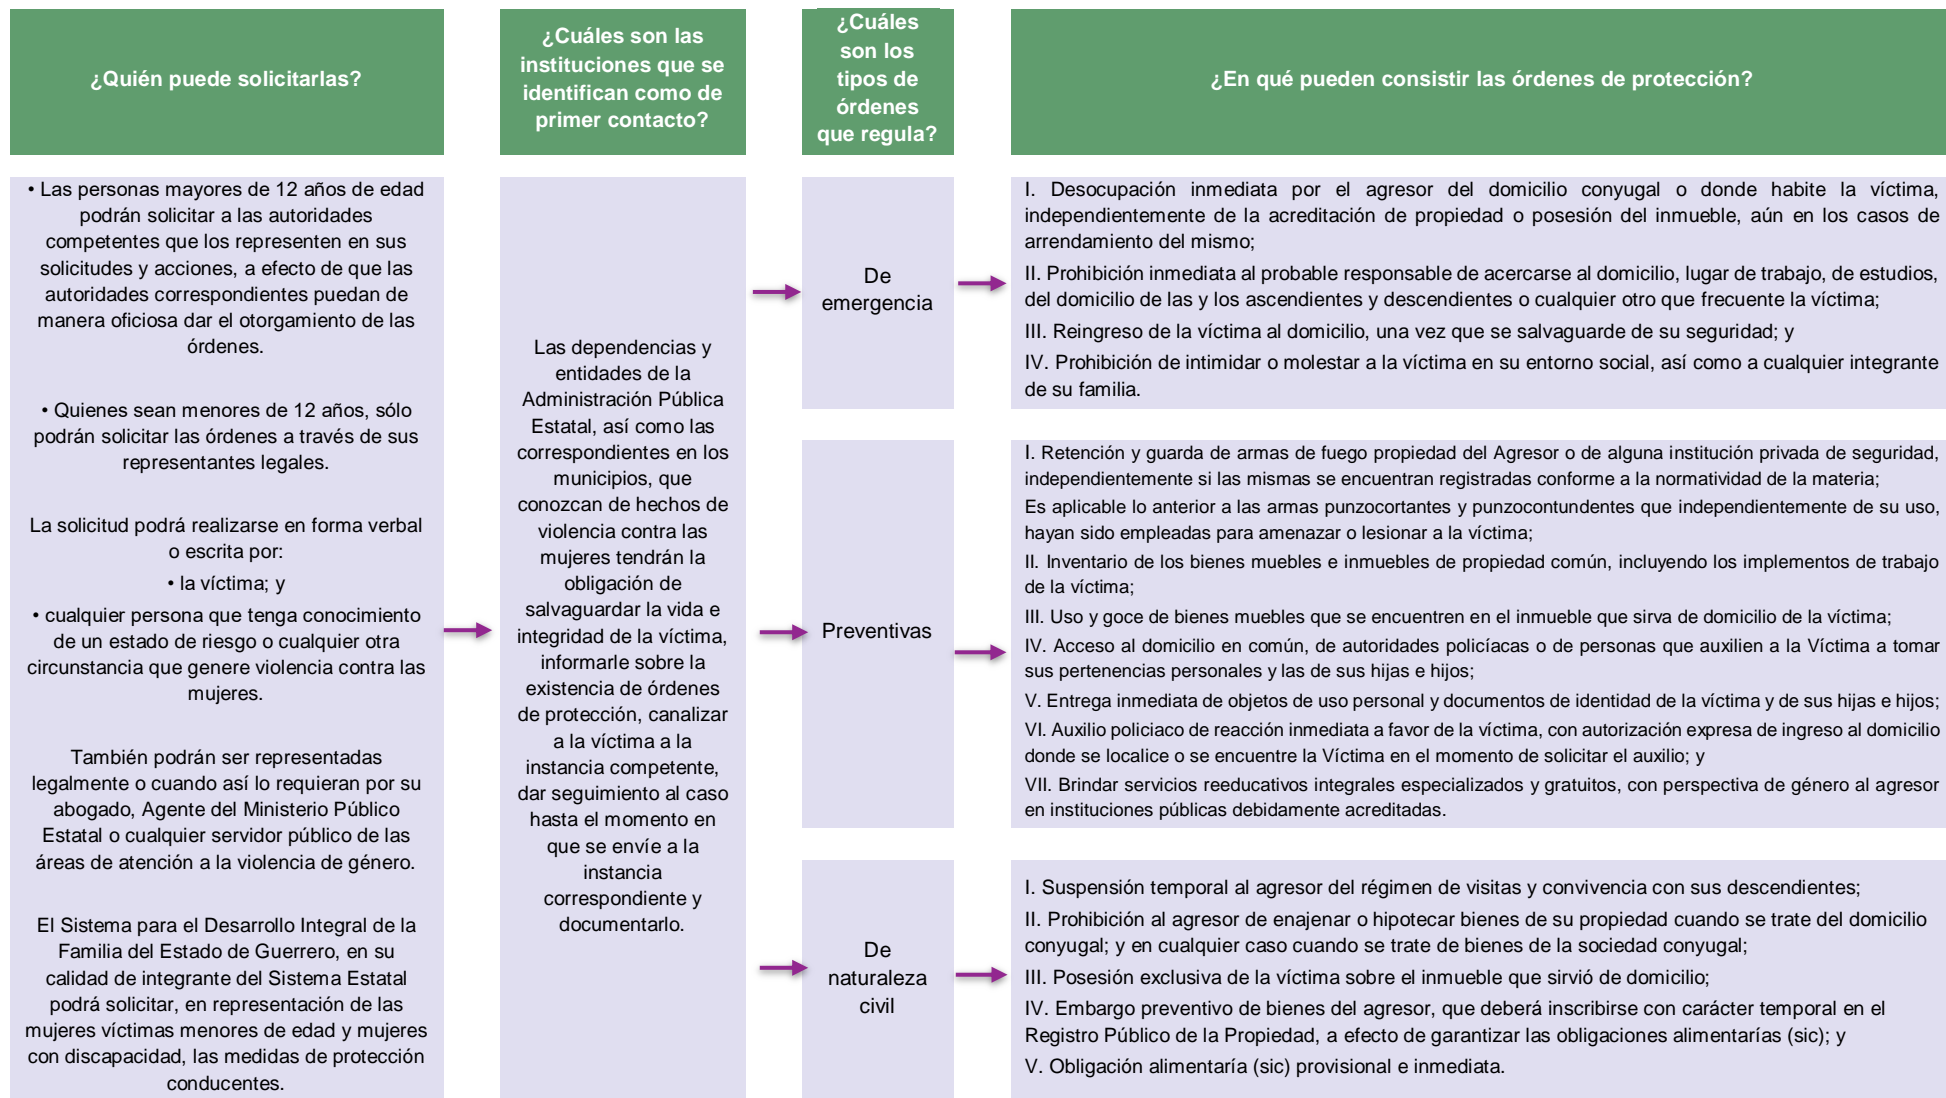 ¿Quién puede solicitarlas?
¿Cuáles son las
instituciones que se
identifican como de
primer contacto?
¿Cuáles
son los
tipos de
órdenes
que regula?
¿En qué pueden consistir las órdenes de protección?
• Las personas mayores de 12 años de edad
podrán solicitar a las autoridades
competentes que los representen en sus
solicitudes y acciones, a efecto de que las
autoridades correspondientes puedan de
manera oficiosa dar el otorgamiento de las
órdenes.
• Quienes sean menores de 12 años, sólo
podrán solicitar las órdenes a través de sus
representantes legales.
La solicitud podrá realizarse en forma verbal
o escrita por:
• la víctima; y
• cualquier persona que tenga conocimiento
de un estado de riesgo o cualquier otra
circunstancia que genere violencia contra las
mujeres.
También podrán ser representadas
legalmente o cuando así lo requieran por su
abogado, Agente del Ministerio Público
Estatal o cualquier servidor público de las
áreas de atención a la violencia de género.
El Sistema para el Desarrollo Integral de la
Familia del Estado de Guerrero, en su
calidad de integrante del Sistema Estatal
podrá solicitar, en representación de las
mujeres víctimas menores de edad y mujeres
con discapacidad, las medidas de protección
conducentes.
Las dependencias y
entidades de la
Administración Pública
Estatal, así como las
correspondientes en los
municipios, que
conozcan de hechos de
violencia contra las
mujeres tendrán la
obligación de
salvaguardar la vida e
integridad de la víctima,
informarle sobre la
existencia de órdenes
de protección, canalizar
a la víctima a la
instancia competente,
dar seguimiento al caso
hasta el momento en
que se envíe a la
instancia
correspondiente y
documentarlo.
De
emergencia
I. Desocupación inmediata por el agresor del domicilio conyugal o donde habite la víctima,
independientemente de la acreditación de propiedad o posesión del inmueble, aún en los casos de
arrendamiento del mismo;
II. Prohibición inmediata al probable responsable de acercarse al domicilio, lugar de trabajo, de estudios,
del domicilio de las y los ascendientes y descendientes o cualquier otro que frecuente la víctima;
III. Reingreso de la víctima al domicilio, una vez que se salvaguarde de su seguridad; y
IV. Prohibición de intimidar o molestar a la víctima en su entorno social, así como a cualquier integrante
de su familia.
Preventivas
I. Retención y guarda de armas de fuego propiedad del Agresor o de alguna institución privada de seguridad,
independientemente si las mismas se encuentran registradas conforme a la normatividad de la materia;
Es aplicable lo anterior a las armas punzocortantes y punzocontundentes que independientemente de su uso,
hayan sido empleadas para amenazar o lesionar a la víctima;
II. Inventario de los bienes muebles e inmuebles de propiedad común, incluyendo los implementos de trabajo
de la víctima;
III. Uso y goce de bienes muebles que se encuentren en el inmueble que sirva de domicilio de la víctima;
IV. Acceso al domicilio en común, de autoridades policíacas o de personas que auxilien a la Víctima a tomar
sus pertenencias personales y las de sus hijas e hijos;
V. Entrega inmediata de objetos de uso personal y documentos de identidad de la víctima y de sus hijas e hijos;
VI. Auxilio policiaco de reacción inmediata a favor de la víctima, con autorización expresa de ingreso al domicilio
donde se localice o se encuentre la Víctima en el momento de solicitar el auxilio; y
VII. Brindar servicios reeducativos integrales especializados y gratuitos, con perspectiva de género al agresor
en instituciones públicas debidamente acreditadas.
De
naturaleza
civil
I. Suspensión temporal al agresor del régimen de visitas y convivencia con sus descendientes;
II. Prohibición al agresor de enajenar o hipotecar bienes de su propiedad cuando se trate del domicilio
conyugal; y en cualquier caso cuando se trate de bienes de la sociedad conyugal;
III. Posesión exclusiva de la víctima sobre el inmueble que sirvió de domicilio;
IV. Embargo preventivo de bienes del agresor, que deberá inscribirse con carácter temporal en el
Registro Público de la Propiedad, a efecto de garantizar las obligaciones alimentarías (sic); y
V. Obligación alimentaría (sic) provisional e inmediata.